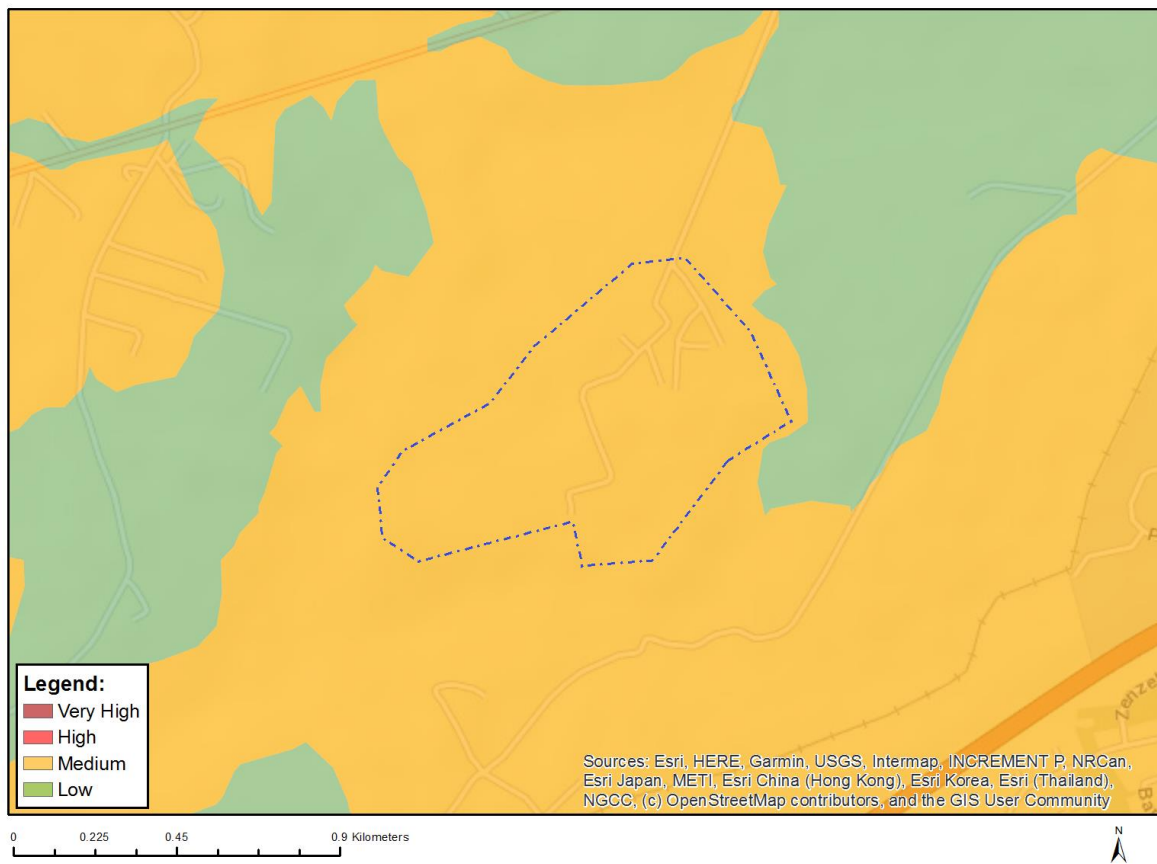 Legend:
Very High
High
Medium
Low
Sources: Esri, HERE, Garmin, USGS, Intermap, INCREMENT P, NRCan,
Esri Japan, METI, Esri China (Hong Kong), Esri Korea, Esri (Thailand),
NGCC, (c) OpenStreetMap contributors, and the GIS User Community
0 0.225 0.45 0.9 Kilometers
N